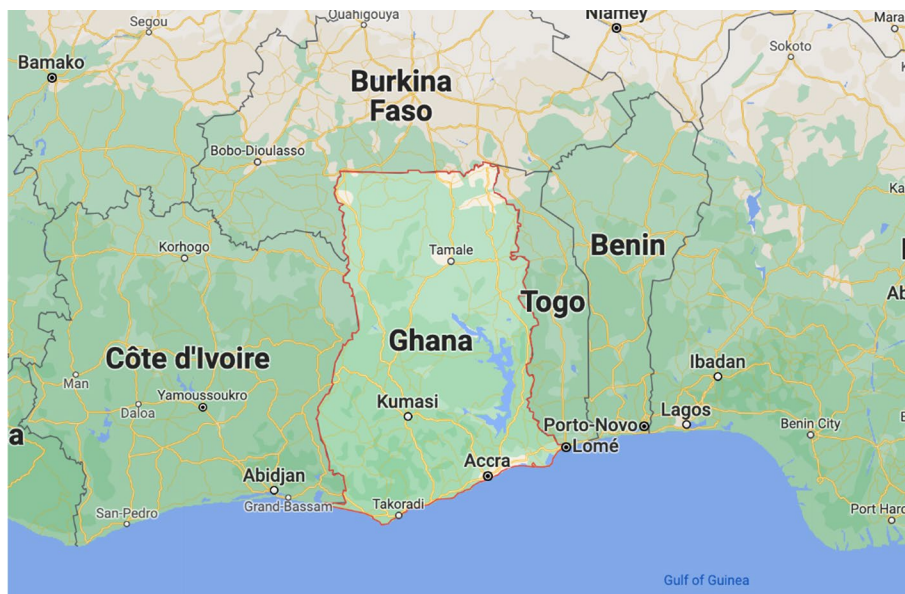 Segou
Ouahigouya
Niamey
Mara
Bamako
Sokoto
Burkina
Faso
Bobo-Dioulasso
Ka
Korhogo
Tamale
Benin
Ab
Togo
Ghana
Côte d'Ivoire
Ibadan
Man
Yamoussoukro
Daloa
Kumasi
Lagos
Porto-Novo
Benin City
a
Lomé
Accra
Abidjan
Grand-Bassam
Takoradi
San-Pedro
Port Harc
Gulf of Guinea